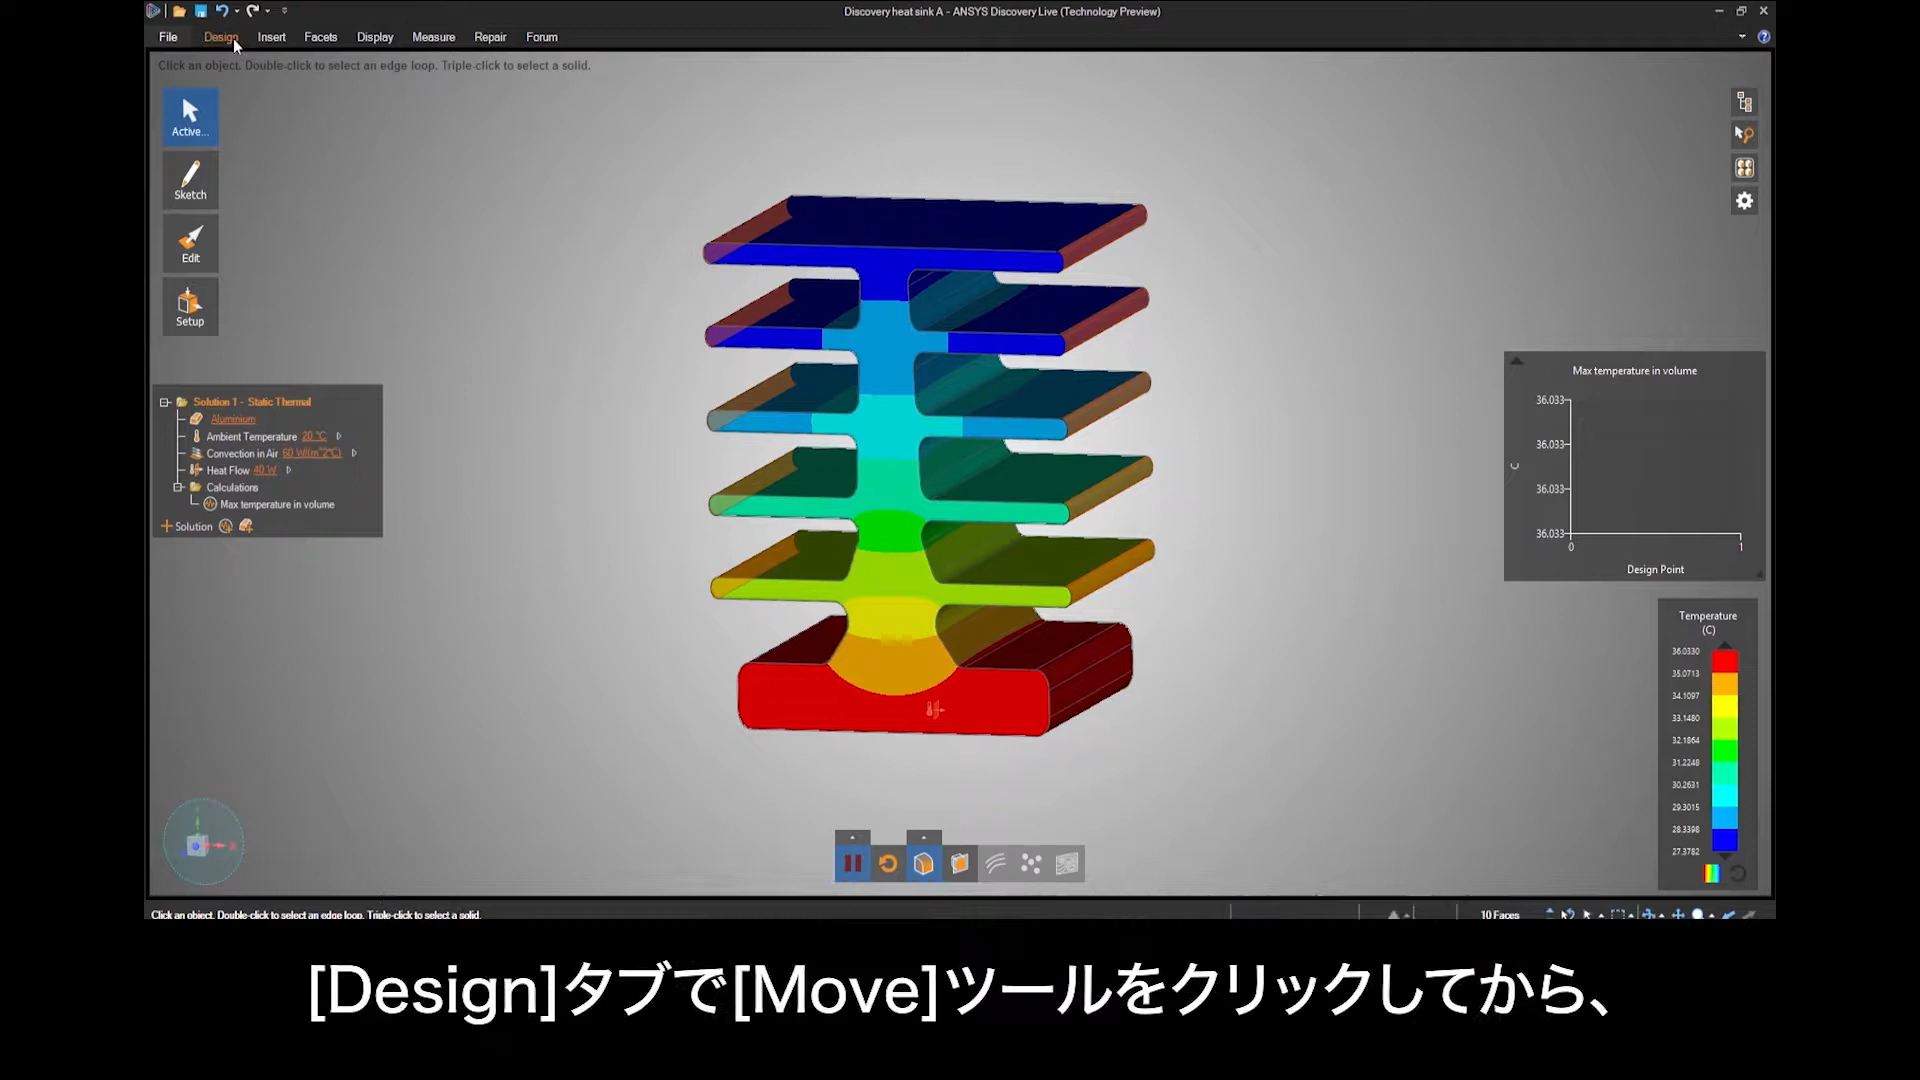 Discovery heat sink A - ANSYS Discovery Live (Technology Preview)
File Design Insert Facets Display Measure Repair Forum
Click an object. Double-click to select an edge loop. Triple-click to select a solid.
Active...
Sketch
Edit
Setup
Solution 1 - Static Thermal
Aluminium
Ambient Temperature 20 °C
Convection in Air 60 W/(m^2°C)
Heat Flow 40 W
Calculations
Max temperature in volume
Solution
Max temperature in volume
36.033
36.033
C
36.033
36.033
0 1
Design Point
Temperature
(C)
36.0330
35.0713
34.1097
33.1480
32.1864
31.2248
30.2631
29.3015
28.3398
27.3782
Click an object. Double-click to select an edge loop. Triple-click to select a solid.
10 Faces
[Design]タブで[Move]ツールをクリックしてから、